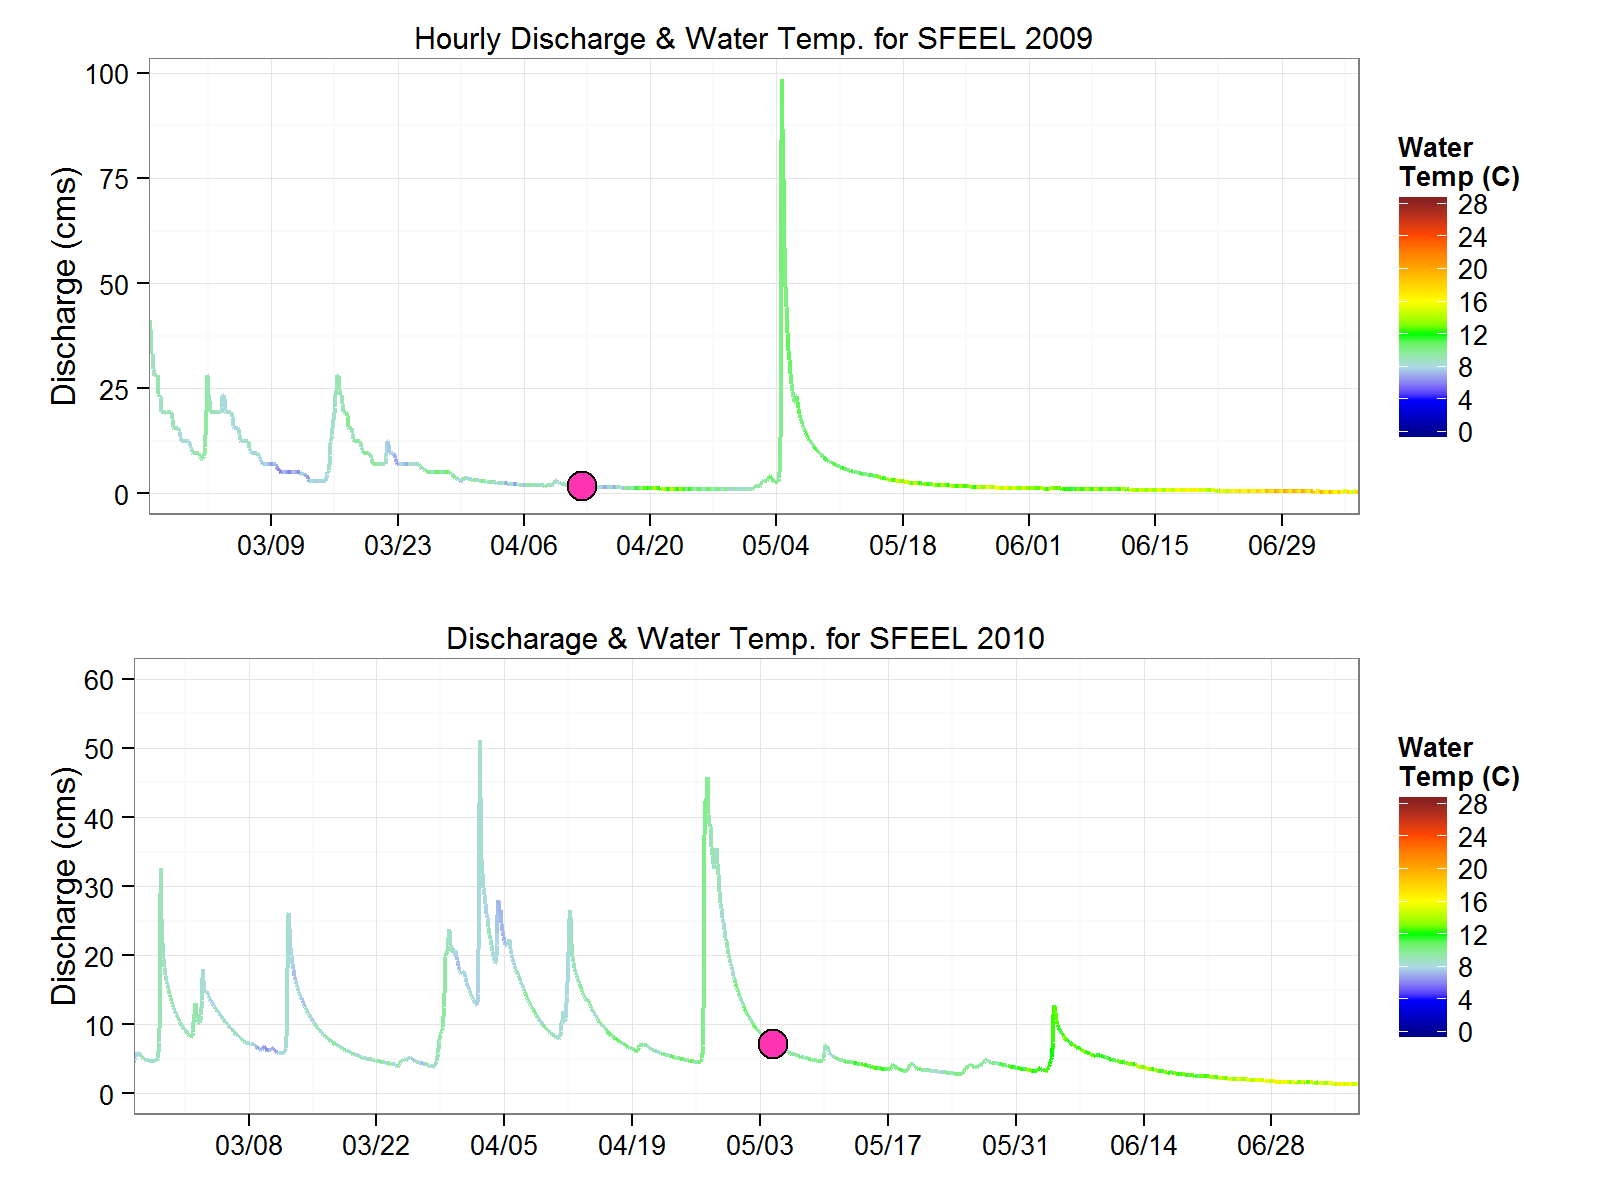 Hourly Discharge & Water Temp. for SFEEL 2009
Discharge (cms)
100
75
50
25
0
03/09 03/23 04/06 04/20 05/04 05/18 06/01 06/15 06/29
Water
Temp (C)
28
24
20
16
12
8
4
0
Discharage & Water Temp. for SFEEL 2010
Discharge (cms)
60
50
40
30
20
10
0
03/08 03/22 04/05 04/19 05/03 05/17 05/31 06/14 06/28
Water
Temp (C)
28
24
20
16
12
8
4
0